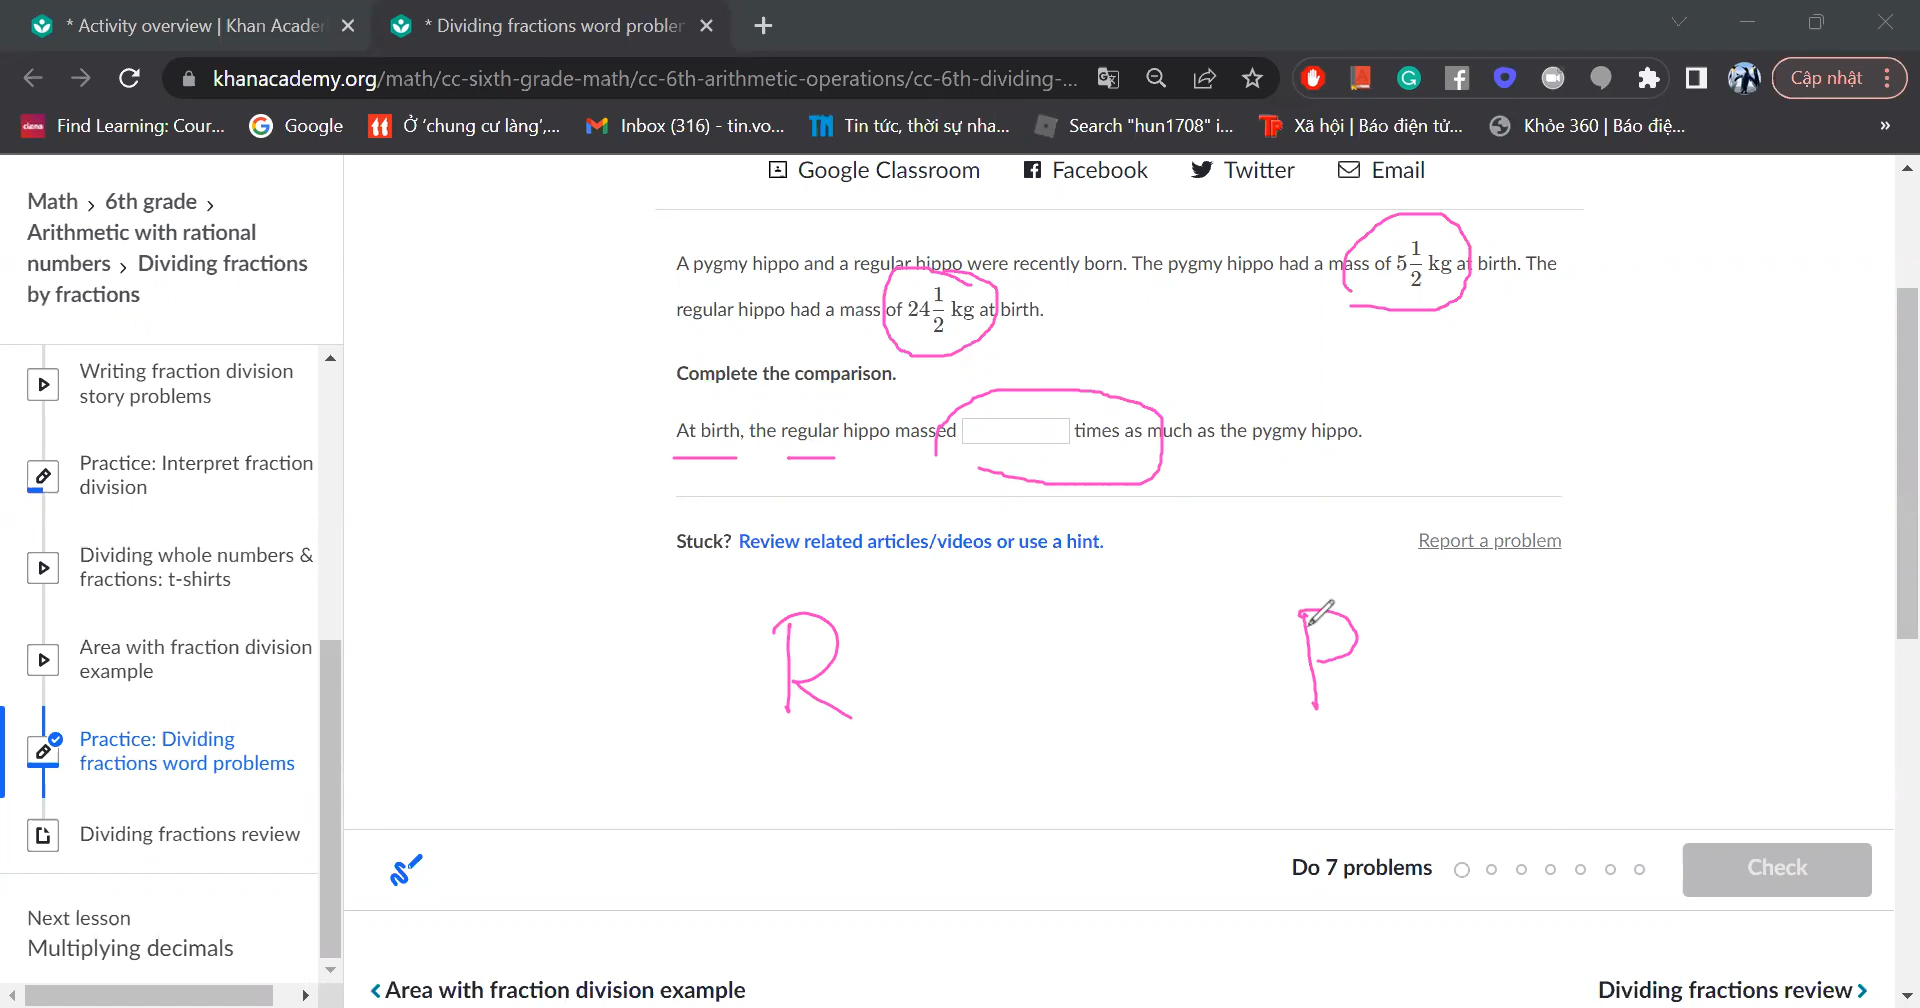 * Activity overview | Khan Acade
* Dividing fractions word probler
khanacademy.org/math/cc-sixth-grade-math/cc-6th-arithmetic-operations/cc-6th-dividing-...
Cập nhật
ciena Find Learning: Cour...
Google
Ở 'chung cư làng',...
Inbox (316) - tin.vo...
TN Tin tức, thời sự nha...
Search "hun1708" i...
TP Xã hội | Báo điện tử...
Khỏe 360 | Báo điệ...
»
Math > 6th grade >
Arithmetic with rational
numbers > Dividing fractions
by fractions
Writing fraction division
story problems
Practice: Interpret fraction
division
Dividing whole numbers &
fractions: t-shirts
Area with fraction division
example
Practice: Dividing
fractions word problems
Dividing fractions review
Next lesson
Multiplying decimals
Google Classroom Facebook Twitter Email
A pygmy hippo and a regular hippo were recently born. The pygmy hippo had a mass of 5 1/2 kg at birth. The
regular hippo had a mass of 24 1/2 kg at birth.
Complete the comparison.
At birth, the regular hippo massed times as much as the pygmy hippo.
Stuck? Review related articles/videos or use a hint.
Report a problem
R P
Do 7 problems
Check
< Area with fraction division example
Dividing fractions review >